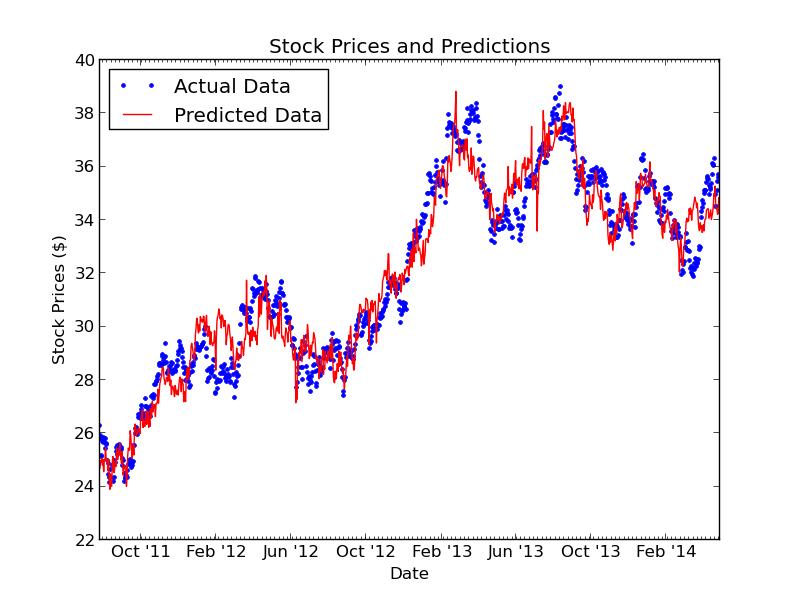 Stock Prices and Predictions
Actual Data
Predicted Data
Stock Prices ($)
40
38
36
34
32
30
28
26
24
22
Oct '11 Feb '12 Jun '12 Oct '12 Feb '13 Jun '13 Oct '13 Feb '14
Date